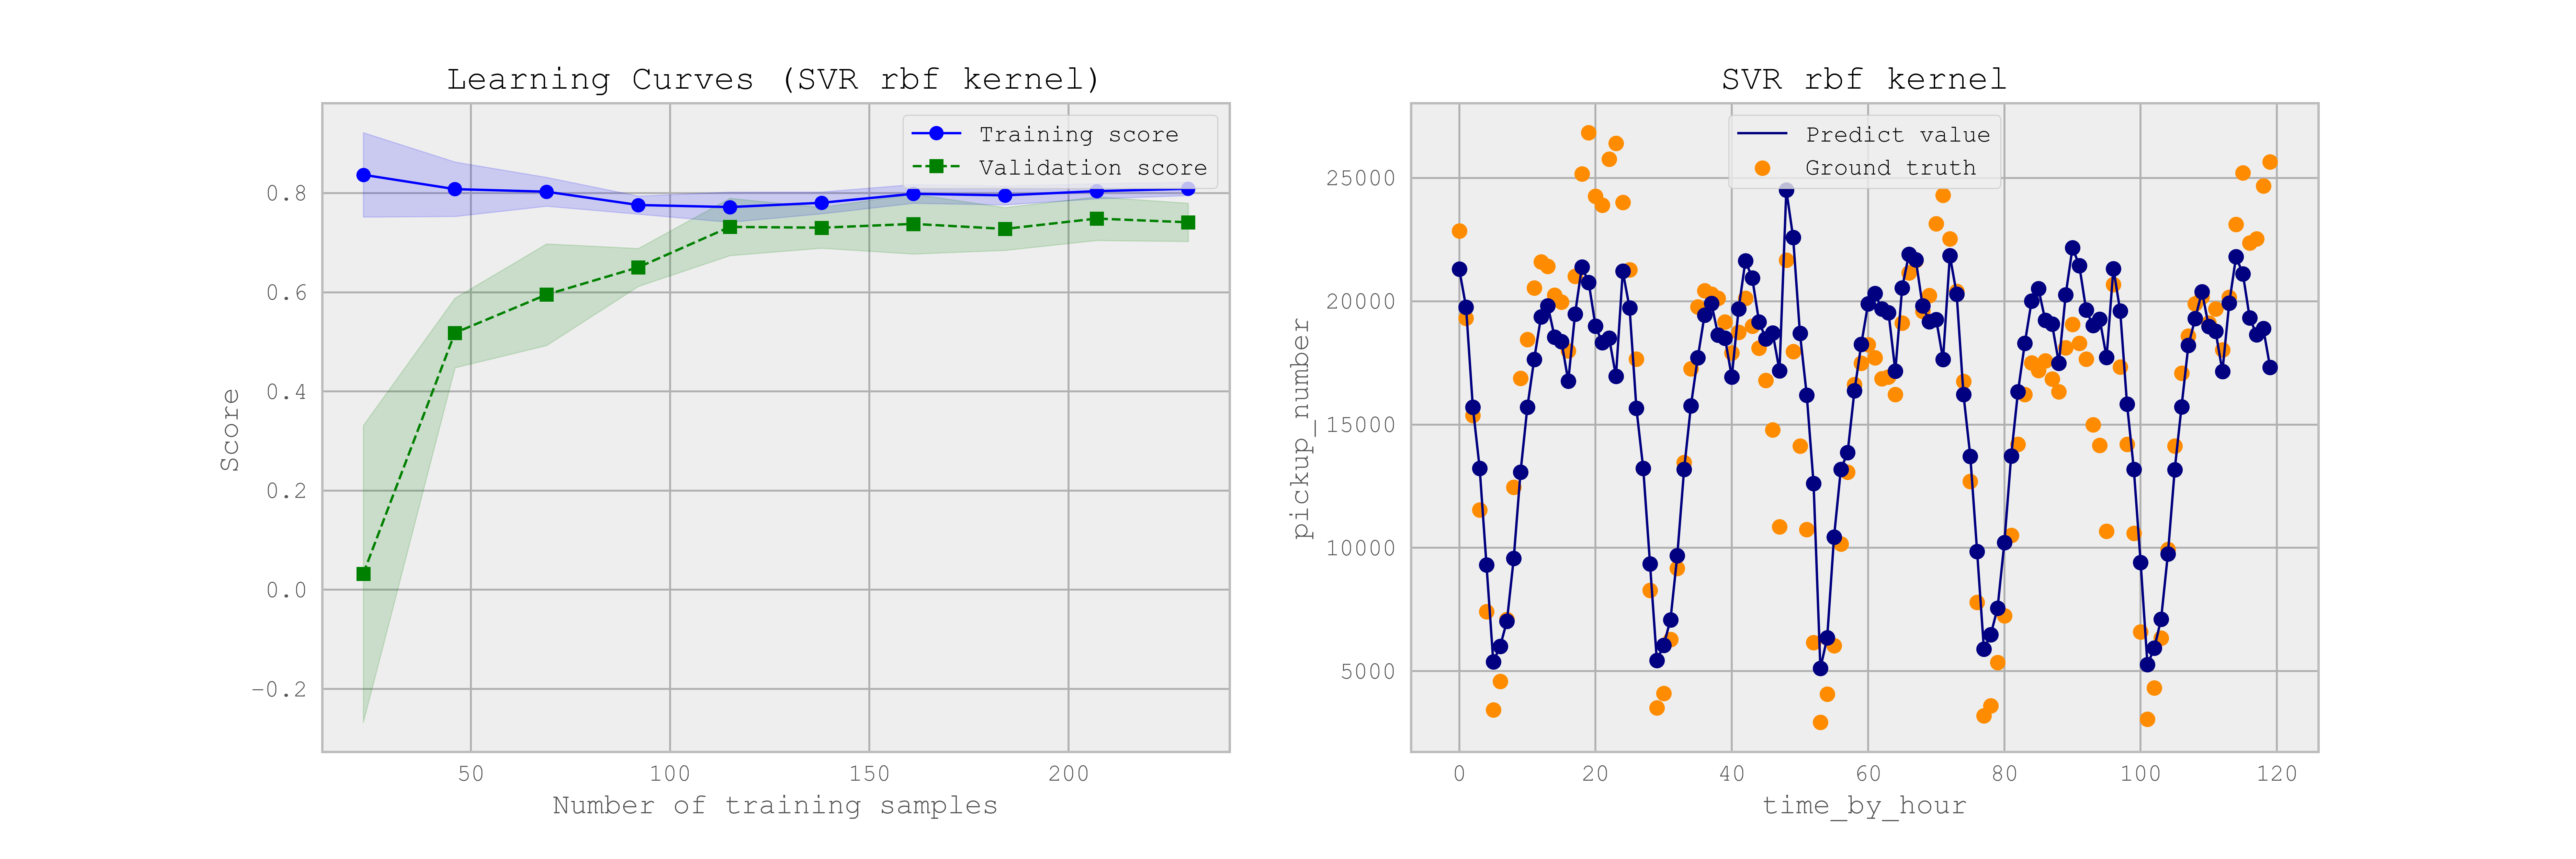 Learning Curves (SVR rbf kernel)
Training score
Validation score
0.8
0.6
0.4
0.2
0.0
-0.2
Score
50
100
150
200
Number of training samples
SVR rbf kernel
Predict value
Ground truth
25000
20000
15000
10000
5000
pickup_number
0
20
40
60
80
100
120
time_by_hour